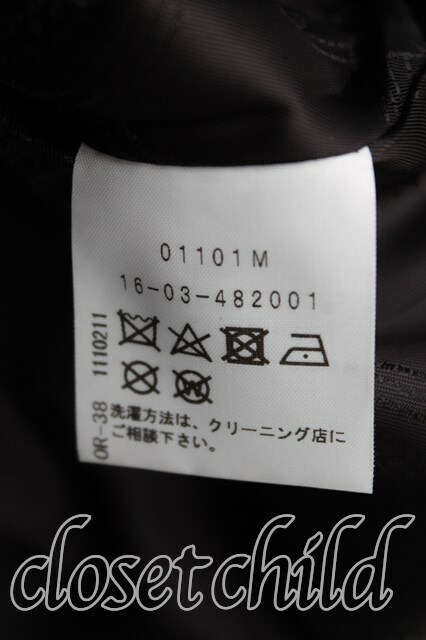 01101M
16-03-482001
W
洗濯方法は、クリーニング店に
ご相談下さい。
OR-38 1110211
closet child